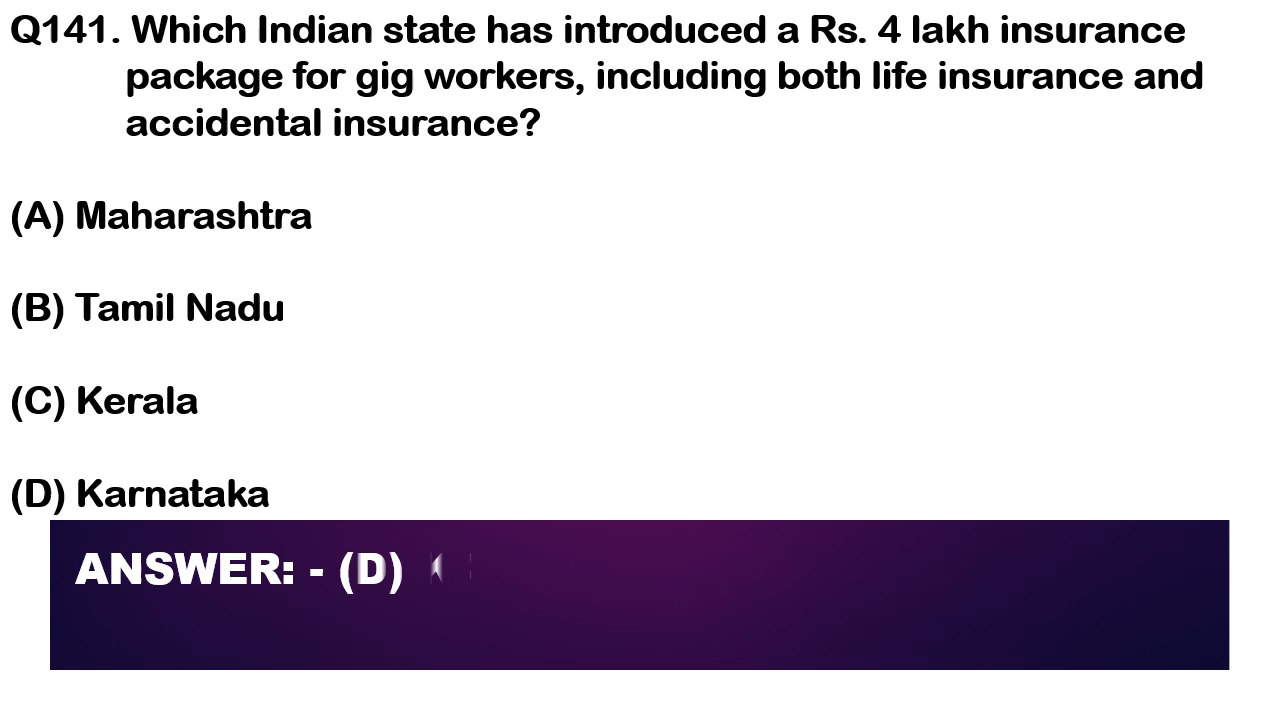 Q141. Which Indian state has introduced a Rs. 4 lakh insurance
package for gig workers, including both life insurance and
accidental insurance?
(A) Maharashtra
(B) Tamil Nadu
(C) Kerala
(D) Karnataka
ANSWER: - (D)